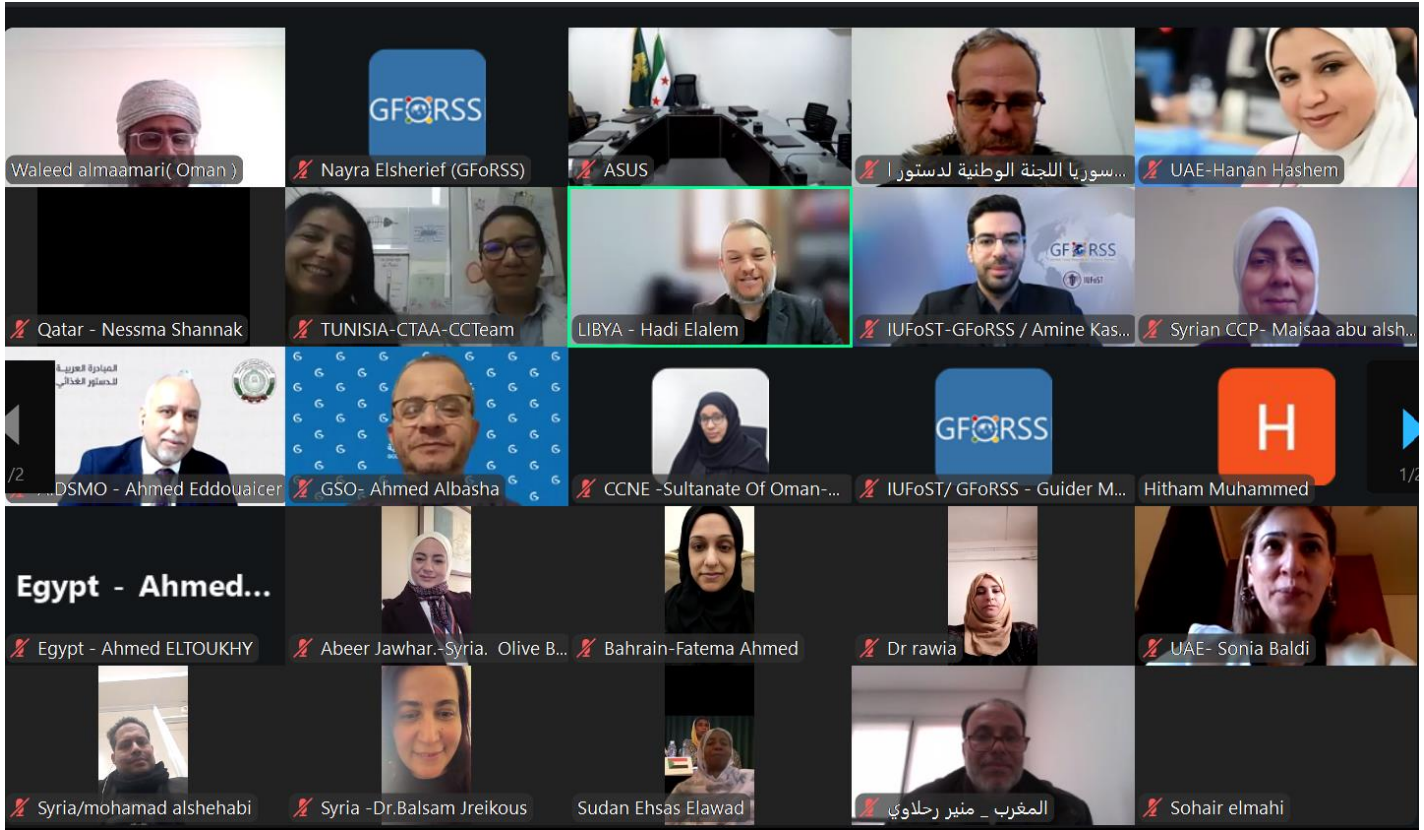 Waleed almaamari( Oman )
GFORSS
Nayra Elsherief (GFoRSS)
ASUS
سوريا اللجنة الوطنية لدستور ا...
UAE-Hanan Hashem
Qatar - Nessma Shannak
TUNISIA-CTAA-CCTeam
LIBYA - Hadi Elalem
GFORSS
IUFoST
IUFoST-GFoRSS / Amine Kas...
Syrian CCP- Maisaa abu alsh...
المبادرة العربية
للدستور الغذائي
/2
AIDSMO - Ahmed Eddouaicer
GSO- Ahmed Albasha
CCNE -Sultanate Of Oman-...
GFORSS
IUFoST/ GFoRSS - Guider M...
H
Hitham Muhammed
1/2
Egypt - Ahmed...
Egypt - Ahmed ELTOUKHY
Abeer Jawhar.-Syria. Olive B...
Bahrain-Fatema Ahmed
Dr rawia
UAE- Sonia Baldi
Syria/mohamad alshehabi
Syria -Dr.Balsam Jreikous
Sudan Ehsas Elawad
المغرب _ منير رحلاوي
Sohair elmahi